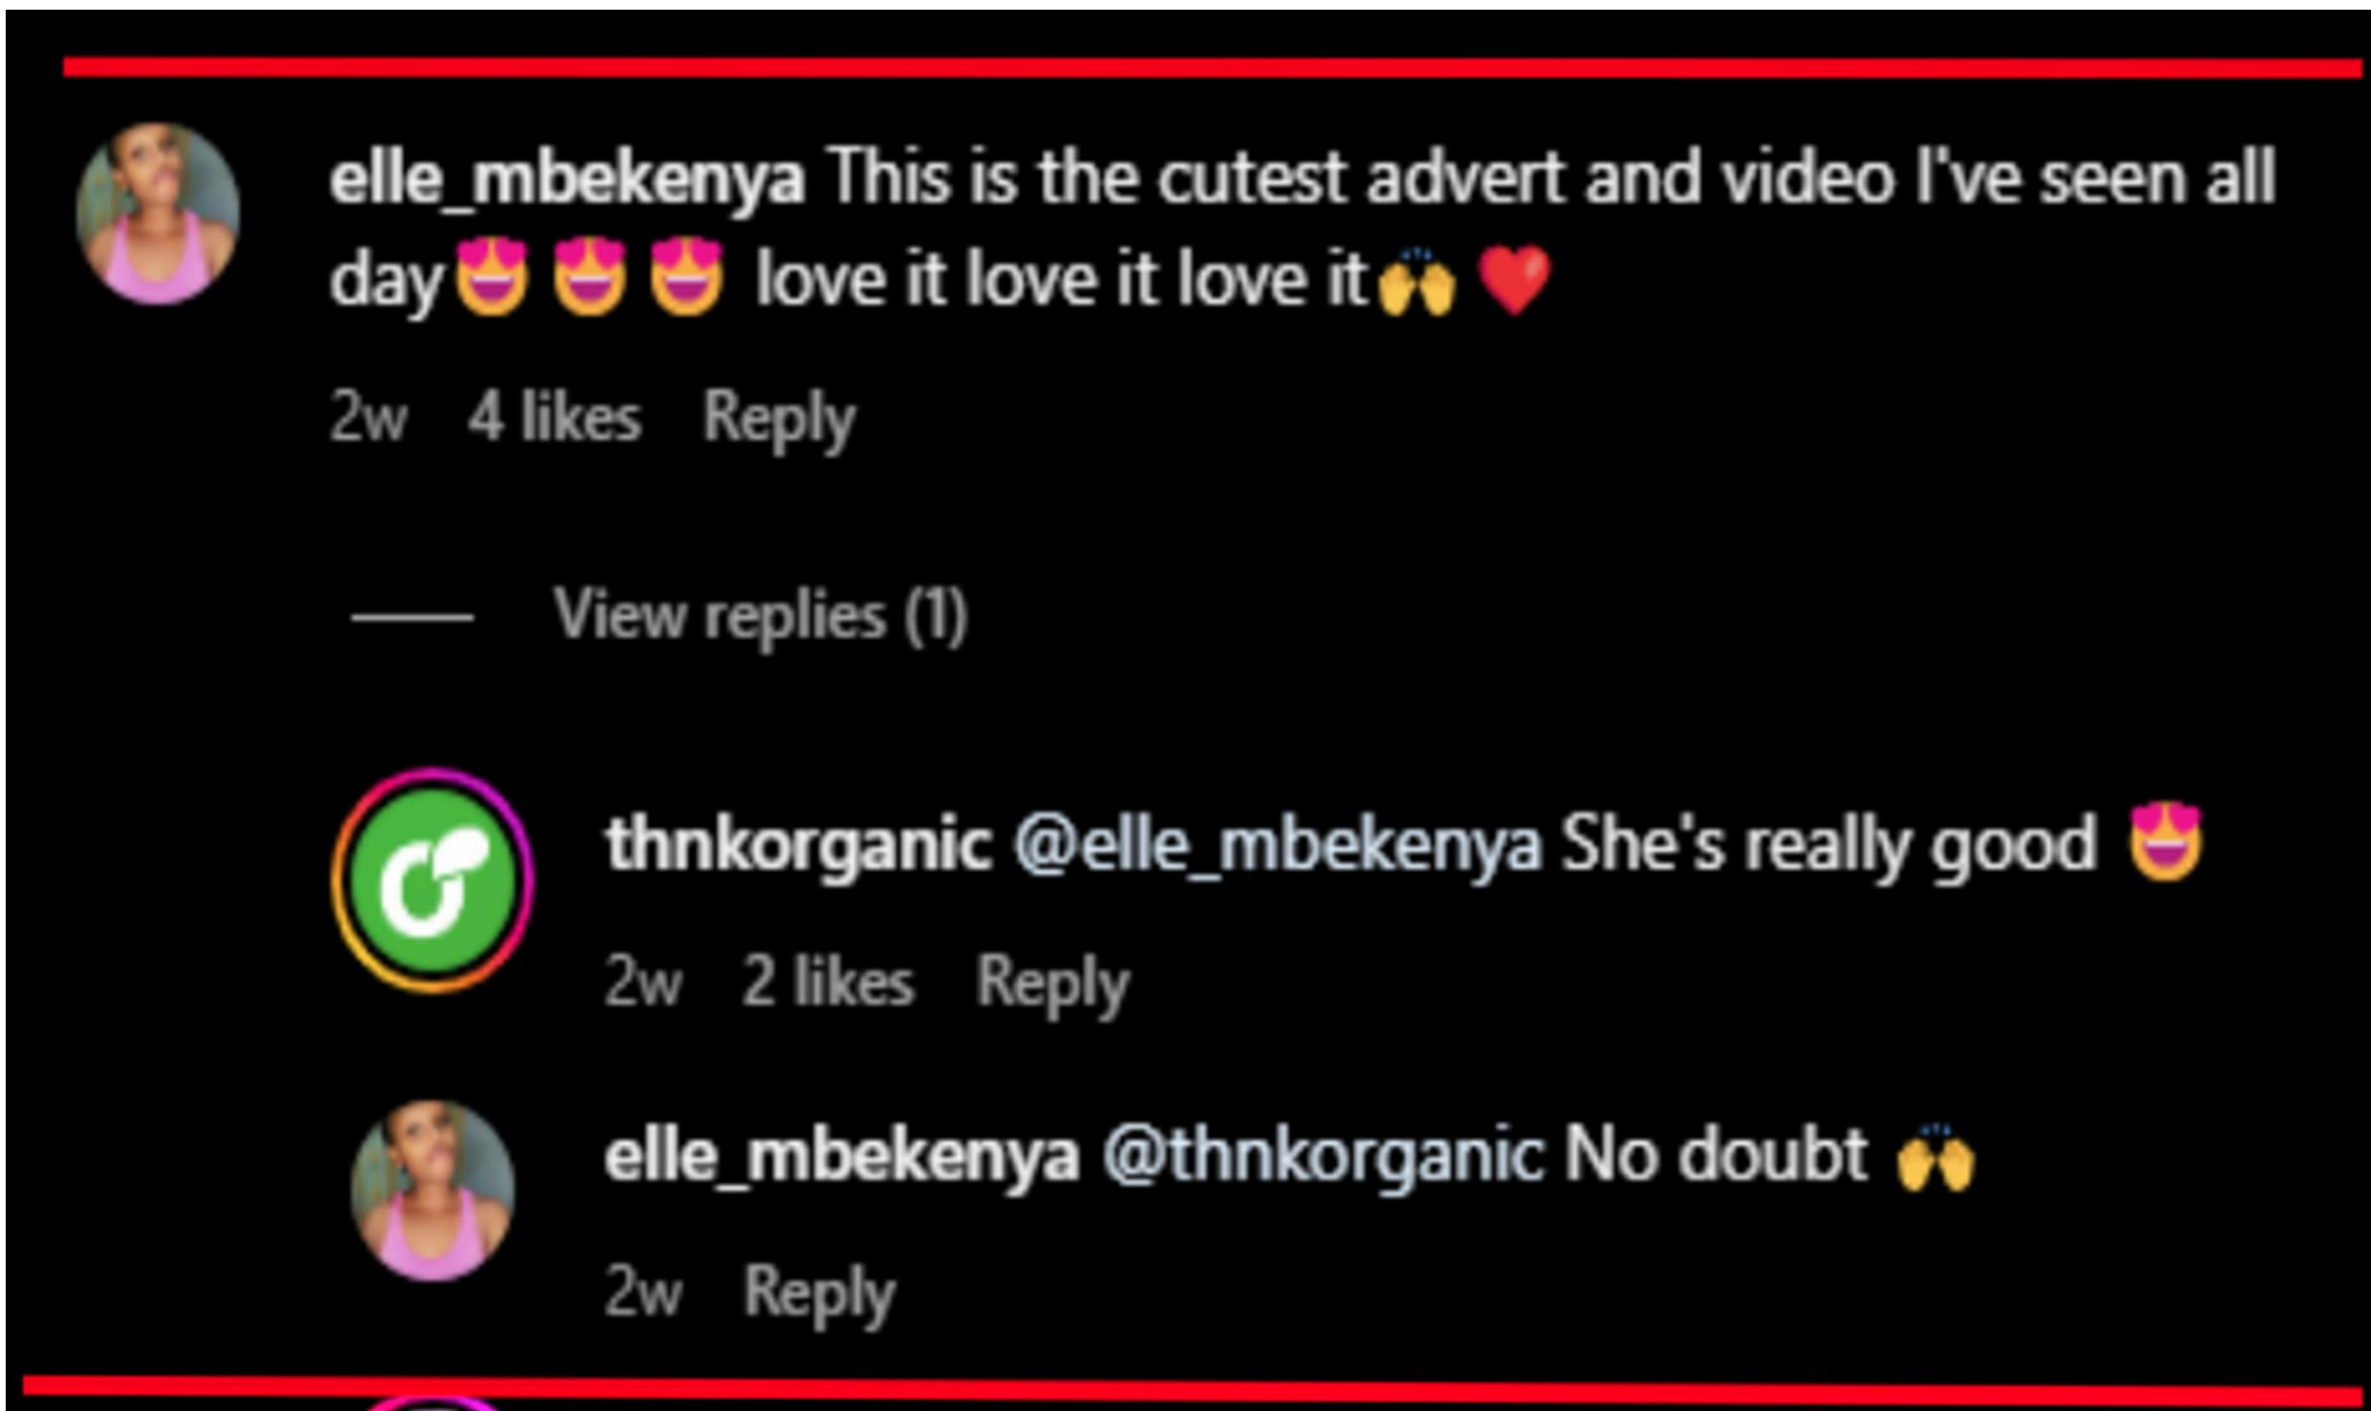 elle_mbekenya This is the cutest advert and video I've seen all
day😍😍😍 love it love it love it🙌❤️
2w 4 likes Reply
View replies (1)
thnkorganic @elle_mbekenya She's really good 😍
2w 2 likes Reply
elle_mbekenya @thnkorganic No doubt 🙌
2w Reply